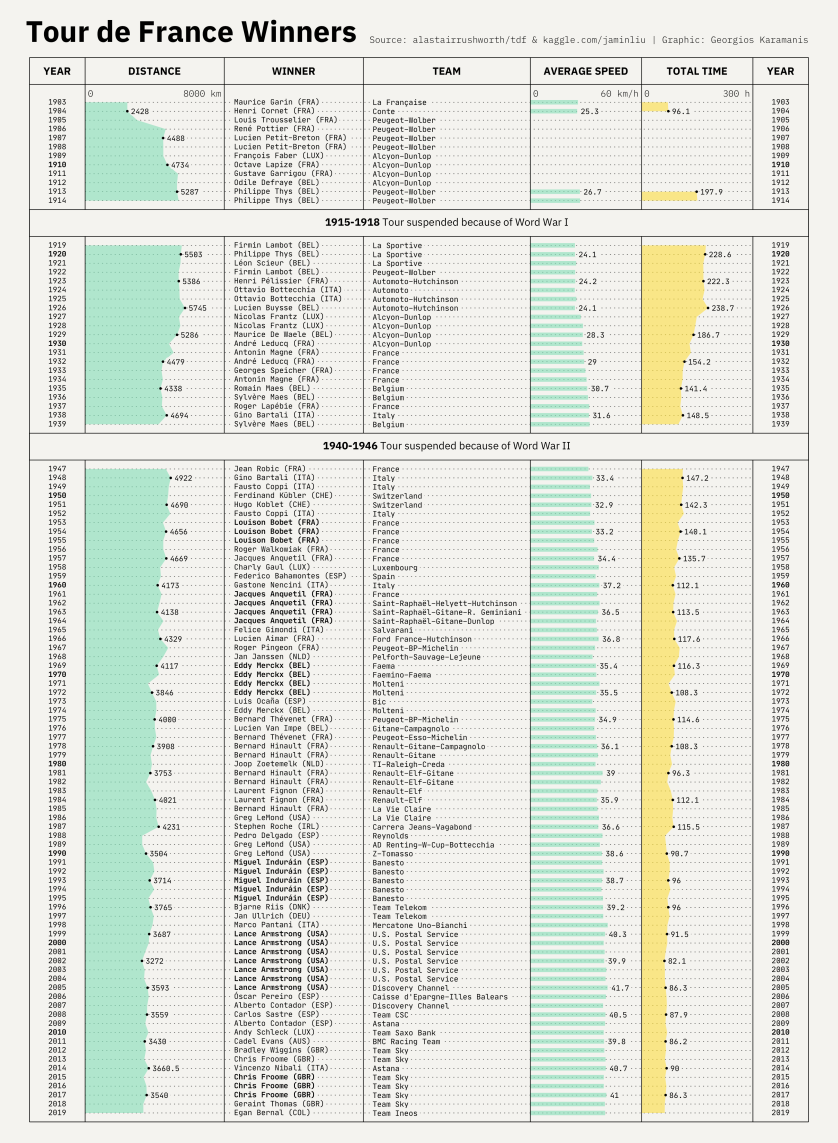 Tour de France Winners Source: alastairrushworth/tdf & kaggle.com/jaminliu | Graphic: Georgios Karamanis
YEAR DISTANCE WINNER TEAM AVERAGE SPEED TOTAL TIME YEAR
0 8000 km 0 60 km/h 0 300 h
1903 Maurice Garin (FRA) La Française 1903
1904 2428 Henri Cornet (FRA) Conte 25.3 96.1 1904
1905 Louis Trousselier (FRA) Peugeot-Wolber 1905
1906 René Pottier (FRA) Peugeot-Wolber 1906
1907 4488 Lucien Petit-Breton (FRA) Peugeot-Wolber 1907
1908 Lucien Petit-Breton (FRA) Peugeot-Wolber 1908
1909 François Faber (LUX) Alcyon-Dunlop 1909
1910 4734 Octave Lapize (FRA) Alcyon-Dunlop 1910
1911 Gustave Garrigou (FRA) Alcyon-Dunlop 1911
1912 Odile Defraye (BEL) Alcyon-Dunlop 1912
1913 5287 Philippe Thys (BEL) Peugeot-Wolber 26.7 197.9 1913
1914 Philippe Thys (BEL) Peugeot-Wolber 1914
1915-1918 Tour suspended because of Word War I
1919 Firmin Lambot (BEL) La Sportive 1919
1920 5503 Philippe Thys (BEL) La Sportive 24.1 228.6 1920
1921 Léon Scieur (BEL) La Sportive 1921
1922 Firmin Lambot (BEL) Peugeot-Wolber 1922
1923 5386 Henri Pélissier (FRA) Automoto-Hutchinson 24.2 222.3 1923
1924 Ottavio Bottecchia (ITA) Automoto 1924
1925 Ottavio Bottecchia (ITA) Automoto-Hutchinson 1925
1926 5745 Lucien Buysse (BEL) Automoto-Hutchinson 24.1 238.7 1926
1927 Nicolas Frantz (LUX) Alcyon-Dunlop 1927
1928 Nicolas Frantz (LUX) Alcyon-Dunlop 1928
1929 5286 Maurice De Waele (BEL) Alcyon-Dunlop 28.3 186.7 1929
1930 André Leducq (FRA) Alcyon-Dunlop 1930
1931 Antonin Magne (FRA) France 1931
1932 4479 André Leducq (FRA) France 29 154.2 1932
1933 Georges Speicher (FRA) France 1933
1934 Antonin Magne (FRA) France 1934
1935 4338 Romain Maes (BEL) Belgium 30.7 141.4 1935
1936 Sylvère Maes (BEL) Belgium 1936
1937 Roger Lapébie (FRA) France 1937
1938 4694 Gino Bartali (ITA) Italy 31.6 148.5 1938
1939 Sylvère Maes (BEL) Belgium 1939
1940-1946 Tour suspended because of Word War II
1947 Jean Robic (FRA) France 1947
1948 4922 Gino Bartali (ITA) Italy 33.4 147.2 1948
1949 Fausto Coppi (ITA) Italy 1949
1950 Ferdinand Kübler (CHE) Switzerland 1950
1951 4690 Hugo Koblet (CHE) Switzerland 32.9 142.3 1951
1952 Fausto Coppi (ITA) Italy 1952
1953 Louison Bobet (FRA) France 1953
1954 4656 Louison Bobet (FRA) France 33.2 140.1 1954
1955 Louison Bobet (FRA) France 1955
1956 Roger Walkowiak (FRA) France 1956
1957 4669 Jacques Anquetil (FRA) France 34.4 135.7 1957
1958 Charly Gaul (LUX) Luxembourg 1958
1959 Federico Bahamontes (ESP) Spain 1959
1960 4173 Gastone Nencini (ITA) Italy 37.2 112.1 1960
1961 Jacques Anquetil (FRA) France 1961
1962 Jacques Anquetil (FRA) Saint-Raphaël-Helyett-Hutchinson 1962
1963 4138 Jacques Anquetil (FRA) Saint-Raphaël-Gitane-R. Geminiani 36.5 113.5 1963
1964 Jacques Anquetil (FRA) Saint-Raphaël-Gitane-Dunlop 1964
1965 Felice Gimondi (ITA) Salvarani 1965
1966 4329 Lucien Aimar (FRA) Ford France-Hutchinson 36.8 117.6 1966
1967 Roger Pingeon (FRA) Peugeot-BP-Michelin 1967
1968 Jan Janssen (NLD) Pelforth-Sauvage-Lejeune 1968
1969 4117 Eddy Merckx (BEL) Faema 35.4 116.3 1969
1970 Eddy Merckx (BEL) Faemino-Faema 1970
1971 Eddy Merckx (BEL) Molteni 1971
1972 3846 Eddy Merckx (BEL) Molteni 35.5 108.3 1972
1973 Luis Ocaña (ESP) Bic 1973
1974 Eddy Merckx (BEL) Molteni 1974
1975 4000 Bernard Thévenet (FRA) Peugeot-BP-Michelin 34.9 114.6 1975
1976 Lucien Van Impe (BEL) Gitane-Campagnolo 1976
1977 Bernard Thévenet (FRA) Peugeot-Esso-Michelin 1977
1978 3908 Bernard Hinault (FRA) Renault-Gitane-Campagnolo 36.1 108.3 1978
1979 Bernard Hinault (FRA) Renault-Gitane 1979
1980 Joop Zoetemelk (NLD) TI-Raleigh-Creda 1980
1981 3753 Bernard Hinault (FRA) Renault-Elf-Gitane 39 96.3 1981
1982 Bernard Hinault (FRA) Renault-Elf-Gitane 1982
1983 Laurent Fignon (FRA) Renault-Elf 1983
1984 4021 Laurent Fignon (FRA) Renault-Elf 35.9 112.1 1984
1985 Bernard Hinault (FRA) La Vie Claire 1985
1986 Greg LeMond (USA) La Vie Claire 1986
1987 4231 Stephen Roche (IRL) Carrera Jeans-Vagabond 36.6 115.5 1987
1988 Pedro Delgado (ESP) Reynolds 1988
1989 Greg LeMond (USA) AD Renting-W-Cup-Bottecchia 1989
1990 3504 Greg LeMond (USA) Z-Tomasso 38.6 90.7 1990
1991 Miguel Induráin (ESP) Banesto 1991
1992 Miguel Induráin (ESP) Banesto 1992
1993 3714 Miguel Induráin (ESP) Banesto 38.7 96 1993
1994 Miguel Induráin (ESP) Banesto 1994
1995 Miguel Induráin (ESP) Banesto 1995
1996 3765 Bjarne Riis (DNK) Team Telekom 39.2 96 1996
1997 Jan Ullrich (DEU) Team Telekom 1997
1998 Marco Pantani (ITA) Mercatone Uno-Bianchi 1998
1999 3687 Lance Armstrong (USA) U.S. Postal Service 40.3 91.5 1999
2000 Lance Armstrong (USA) U.S. Postal Service 2000
2001 Lance Armstrong (USA) U.S. Postal Service 2001
2002 3272 Lance Armstrong (USA) U.S. Postal Service 39.9 82.1 2002
2003 Lance Armstrong (USA) U.S. Postal Service 2003
2004 Lance Armstrong (USA) U.S. Postal Service 2004
2005 3593 Lance Armstrong (USA) Discovery Channel 41.7 86.3 2005
2006 Óscar Pereiro (ESP) Caisse d'Epargne-Illes Balears 2006
2007 Alberto Contador (ESP) Discovery Channel 2007
2008 3559 Carlos Sastre (ESP) Team CSC 40.5 87.9 2008
2009 Alberto Contador (ESP) Astana 2009
2010 Andy Schleck (LUX) Team Saxo Bank 2010
2011 3430 Cadel Evans (AUS) BMC Racing Team 39.8 86.2 2011
2012 Bradley Wiggins (GBR) Team Sky 2012
2013 Chris Froome (GBR) Team Sky 2013
2014 3660.5 Vincenzo Nibali (ITA) Astana 40.7 90 2014
2015 Chris Froome (GBR) Team Sky 2015
2016 Chris Froome (GBR) Team Sky 2016
2017 3540 Chris Froome (GBR) Team Sky 41 86.3 2017
2018 Geraint Thomas (GBR) Team Sky 2018
2019 Egan Bernal (COL) Team Ineos 2019